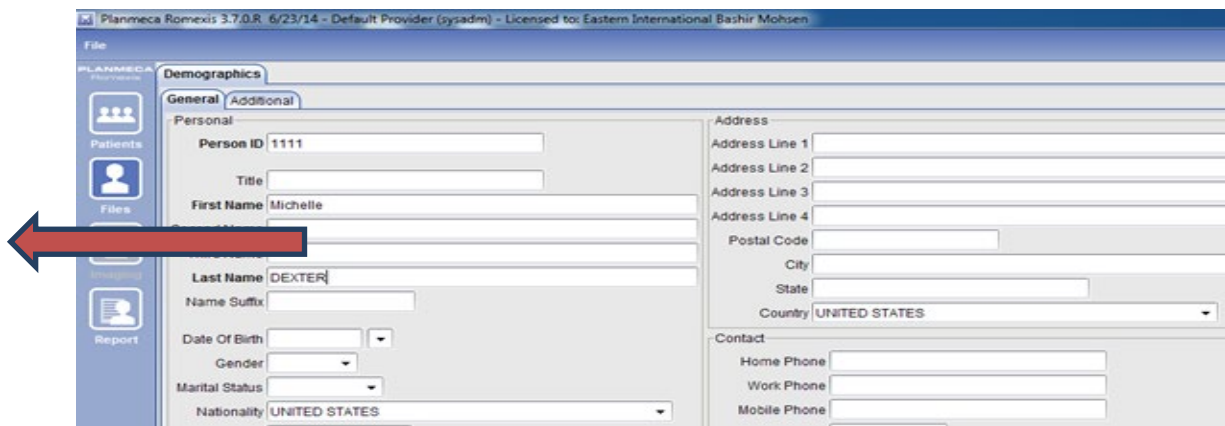 Planmeca Romexis 3.7.0.R 6/23/14 - Default Provider (sysadm) - Licensed to: Eastern International Bashir Mohsen
File
PLANMECA
Romexis
Patients
Files
Imaging
Report
Demographics
General Additional
Personal
Person ID 1111
Title
First Name Michelle
Last Name DEXTER
Name Suffix
Date Of Birth
Gender
Marital Status
Nationality UNITED STATES
Address
Address Line 1
Address Line 2
Address Line 3
Address Line 4
Postal Code
City
State
Country UNITED STATES
Contact
Home Phone
Work Phone
Mobile Phone